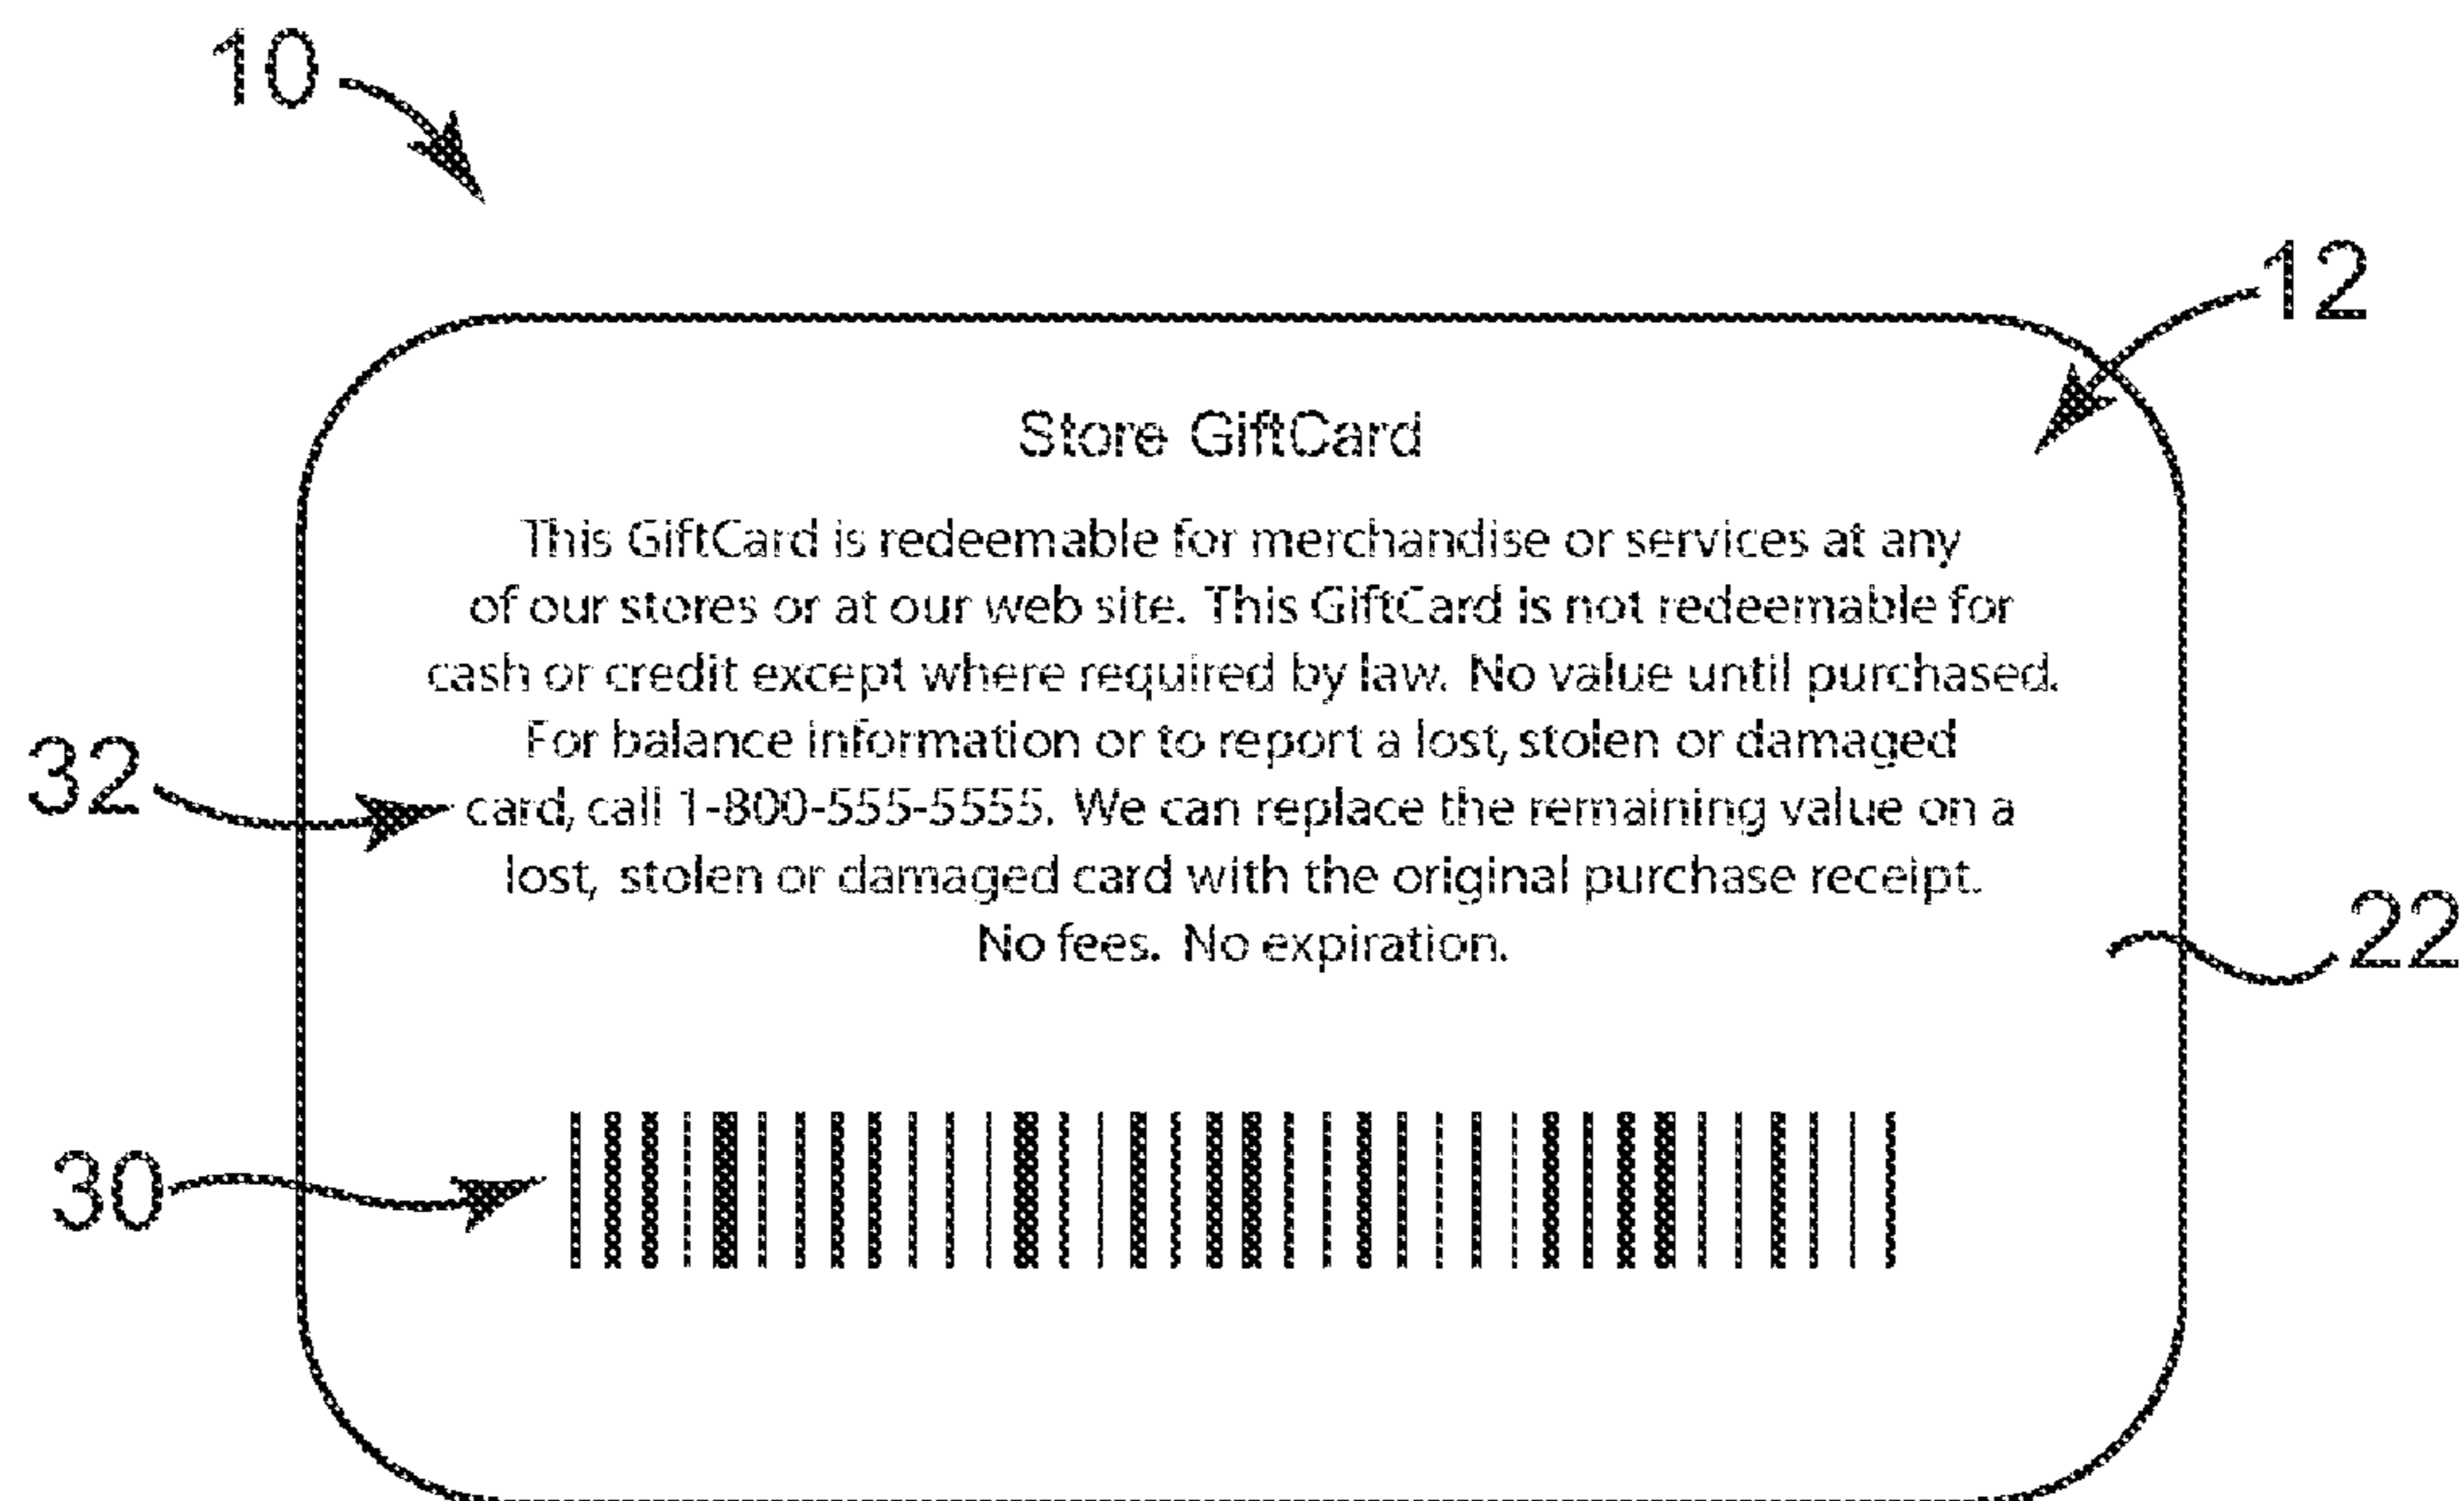 10
12
Store GiftCard
This GiftCard is redeemable for merchandise or services at any
of our stores or at our web site. This GiftCard is not redeemable for
cash or credit except where required by law. No value until purchased.
For balance information or to report a lost, stolen or damaged
32
card, call 1-800-555-5555. We can replace the remaining value on a
lost, stolen or damaged card with the original purchase receipt.
No fees. No expiration.
22
30